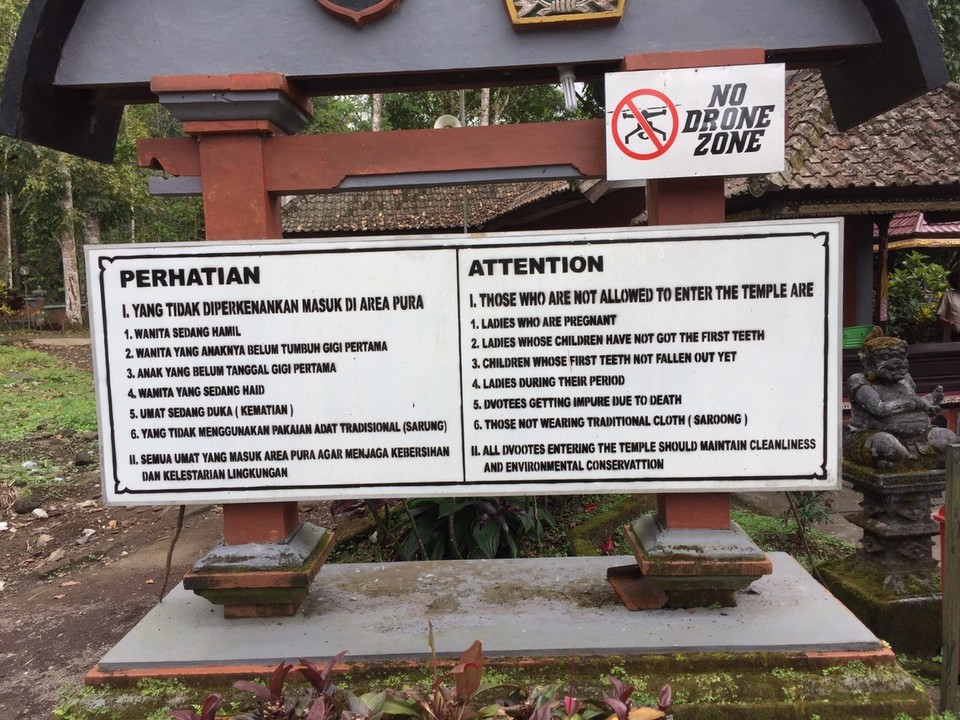 NO
DRONE
ZONE
PERHATIAN
I. YANG TIDAK DIPERKENANKAN MASUK DI AREA PURA
1. WANITA SEDANG HAMIL
2. WANITA YANG ANAKNYA BELUM TUMBUH GIGI PERTAMA
3. ANAK YANG BELUM TANGGAL GIGI PERTAMA
4. WANITA YANG SEDANG HAID
5. UMAT SEDANG DUKA ( KEMATIAN )
6. YANG TIDAK MENGGUNAKAN PAKAIAN ADAT TRADISIONAL (SARUNG)
II. SEMUA UMAT YANG MASUK AREA PURA AGAR MENJAGA KEBERSIHAN
DAN KELESTARIAN LINGKUNGAN
ATTENTION
I. THOSE WHO ARE NOT ALLOWED TO ENTER THE TEMPLE ARE
1. LADIES WHO ARE PREGNANT
2. LADIES WHOSE CHILDREN HAVE NOT GOT THE FIRST TEETH
3. CHILDREN WHOSE FIRST TEETH NOT FALLEN OUT YET
4. LADIES DURING THEIR PERIOD
5. DVOTEES GETTING IMPURE DUE TO DEATH
6. THOSE NOT WEARING TRADITIONAL CLOTH ( SAROONG )
II. ALL DVOOTES ENTERING THE TEMPLE SHOULD MAINTAIN CLEANLINESS
AND ENVIRONMENTAL CONSERVATTION